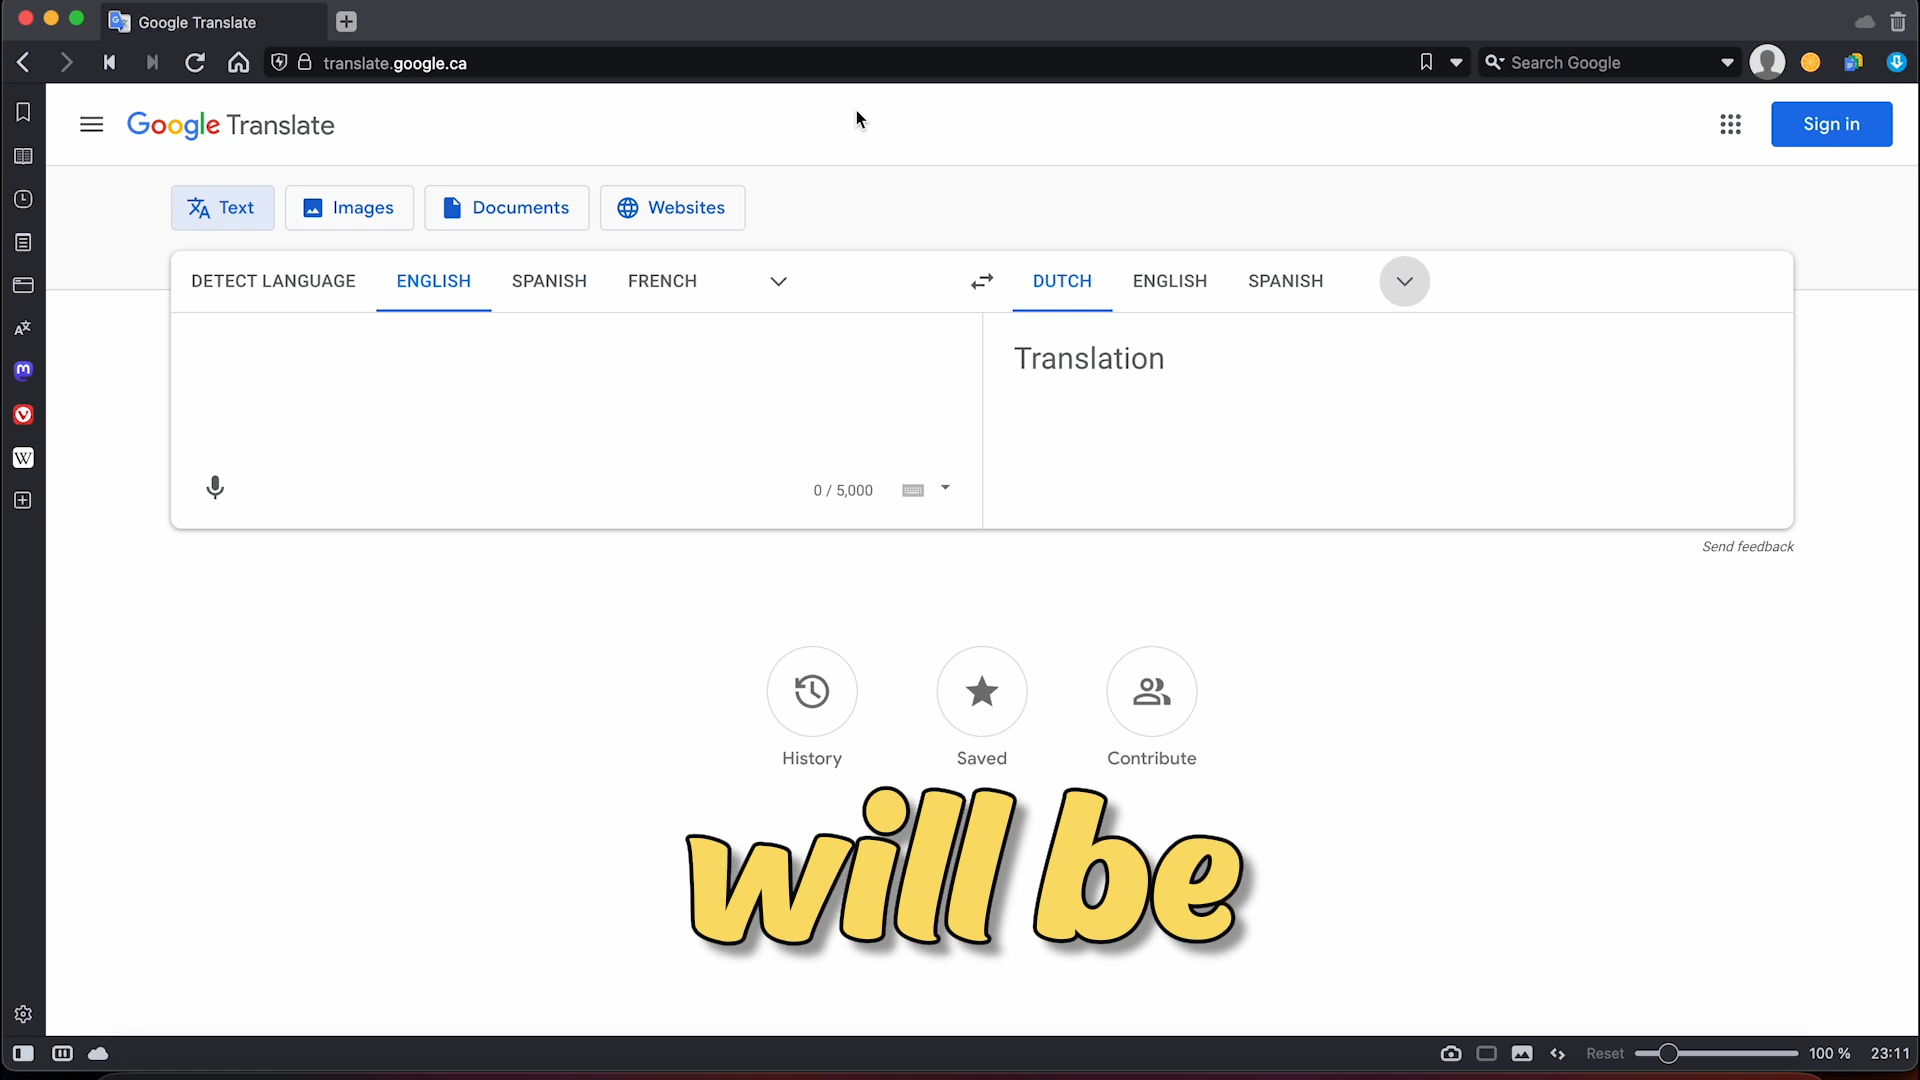 Google Translate
translate.google.ca
Search Google
Google Translate
Sign in
Text Images Documents Websites
DETECT LANGUAGE ENGLISH SPANISH FRENCH DUTCH ENGLISH SPANISH
Translation
0 / 5,000
Send feedback
History Saved Contribute
will be
Reset 100 % 23:11